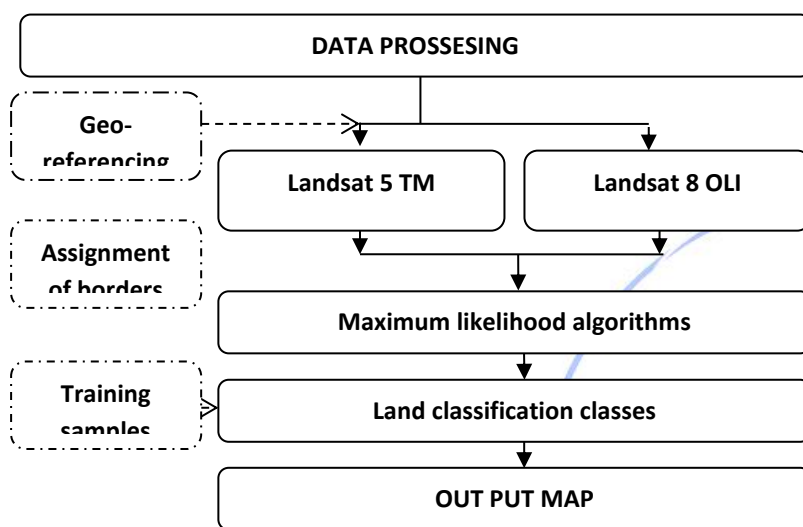 DATA PROSSESING
Geo-
referencing
Landsat 5 TM
Landsat 8 OLI
Assignment
of borders
Maximum likelihood algorithms
Training
samples
Land classification classes
OUT PUT MAP